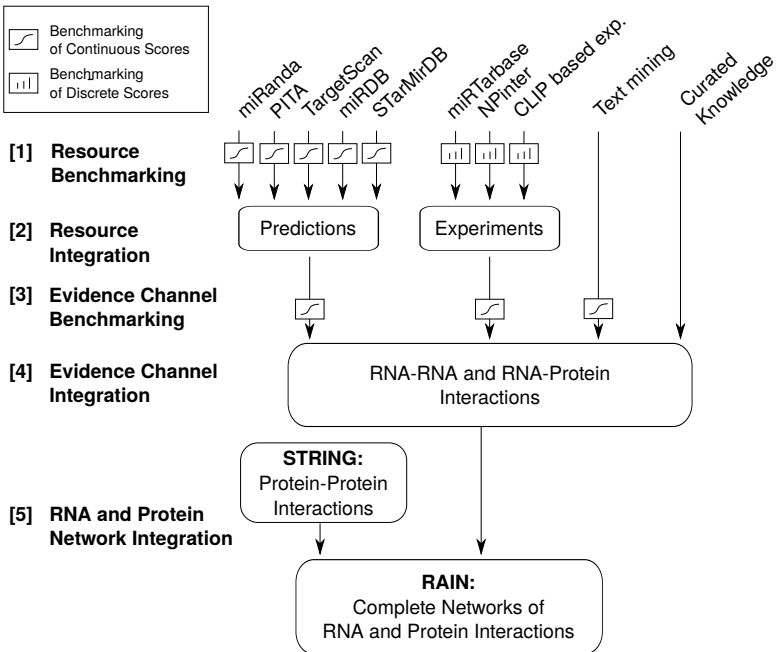 Benchmarking
of Continuous Scores
Benchmarking
of Discrete Scores
miRanda
PITA
TargetScan
miRDB
STarMirDB
miRTarbase
NPinter
CLIP based exp.
Text mining
Curated
Knowledge
[1] Resource
Benchmarking
[2] Resource
Integration
Predictions
Experiments
[3] Evidence Channel
Benchmarking
[4] Evidence Channel
Integration
RNA-RNA and RNA-Protein
Interactions
STRING:
Protein-Protein
Interactions
[5] RNA and Protein
Network Integration
RAIN:
Complete Networks of
RNA and Protein Interactions